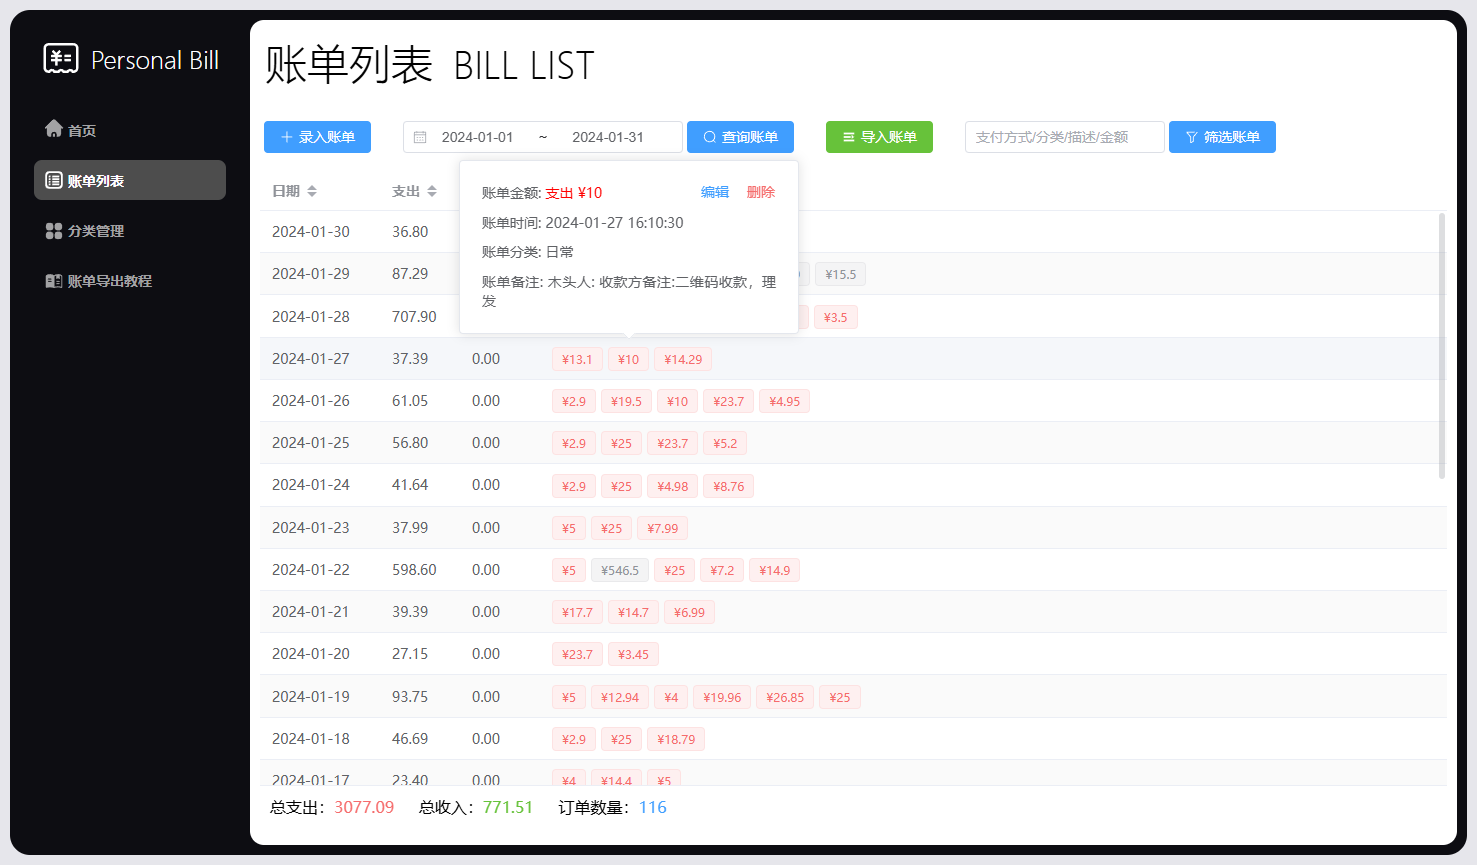 Personal Bill
首页
账单列表
分类管理
账单导出教程
账单列表 BILL LIST
录入账单 2024-01-01 ~ 2024-01-31 查询账单 导入账单 支付方式/分类/描述/金额 筛选账单
日期 支出
账单金额: 支出 ¥10 编辑 删除
账单时间: 2024-01-27 16:10:30
账单分类: 日常
账单备注: 木头人: 收款方备注:二维码收款，理
发
2024-01-30 36.80
2024-01-29 87.29 ¥15.5
2024-01-28 707.90 ¥3.5
2024-01-27 37.39 0.00 ¥13.1 ¥10 ¥14.29
2024-01-26 61.05 0.00 ¥2.9 ¥19.5 ¥10 ¥23.7 ¥4.95
2024-01-25 56.80 0.00 ¥2.9 ¥25 ¥23.7 ¥5.2
2024-01-24 41.64 0.00 ¥2.9 ¥25 ¥4.98 ¥8.76
2024-01-23 37.99 0.00 ¥5 ¥25 ¥7.99
2024-01-22 598.60 0.00 ¥5 ¥546.5 ¥25 ¥7.2 ¥14.9
2024-01-21 39.39 0.00 ¥17.7 ¥14.7 ¥6.99
2024-01-20 27.15 0.00 ¥23.7 ¥3.45
2024-01-19 93.75 0.00 ¥5 ¥12.94 ¥4 ¥19.96 ¥26.85 ¥25
2024-01-18 46.69 0.00 ¥2.9 ¥25 ¥18.79
2024-01-17 23.40 0.00 ¥4 ¥14.4 ¥5
总支出： 3077.09 总收入： 771.51 订单数量： 116